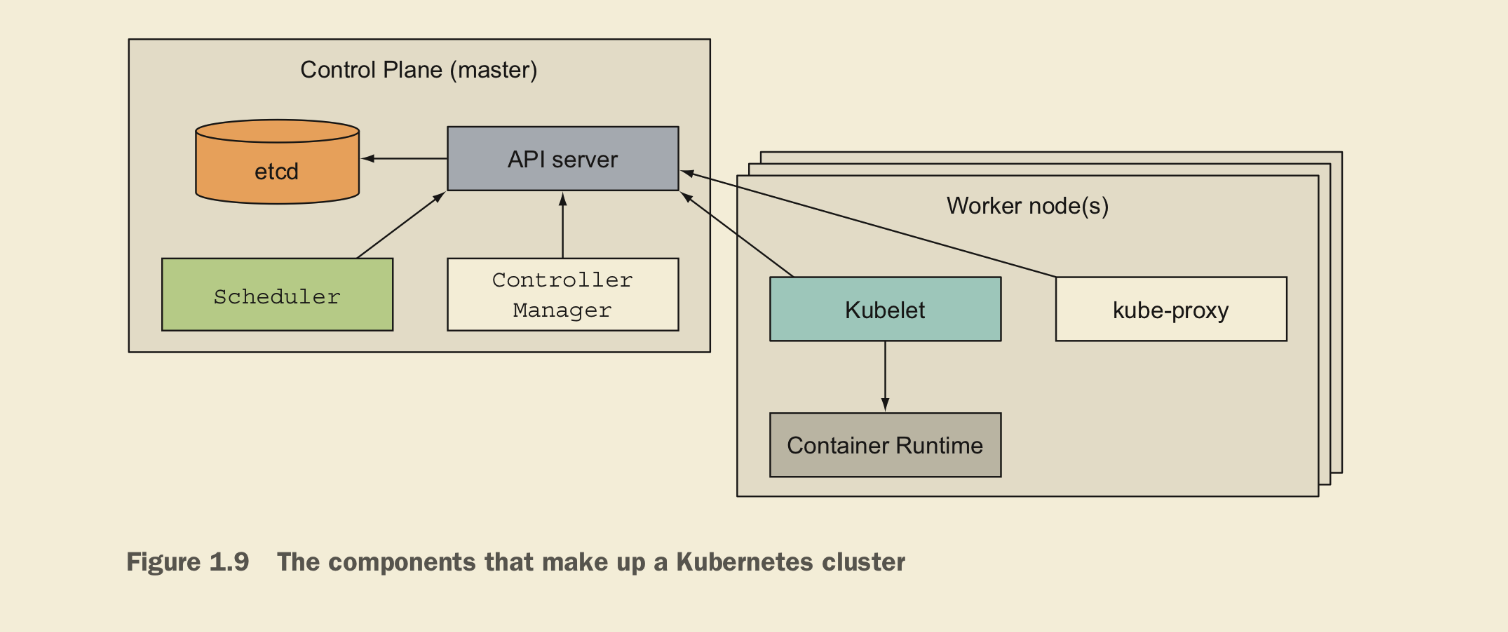 Control Plane (master)
etcd
API server
Scheduler
Controller
Manager
Worker node(s)
Kubelet
kube-proxy
Container Runtime
Figure 1.9 The components that make up a Kubernetes cluster